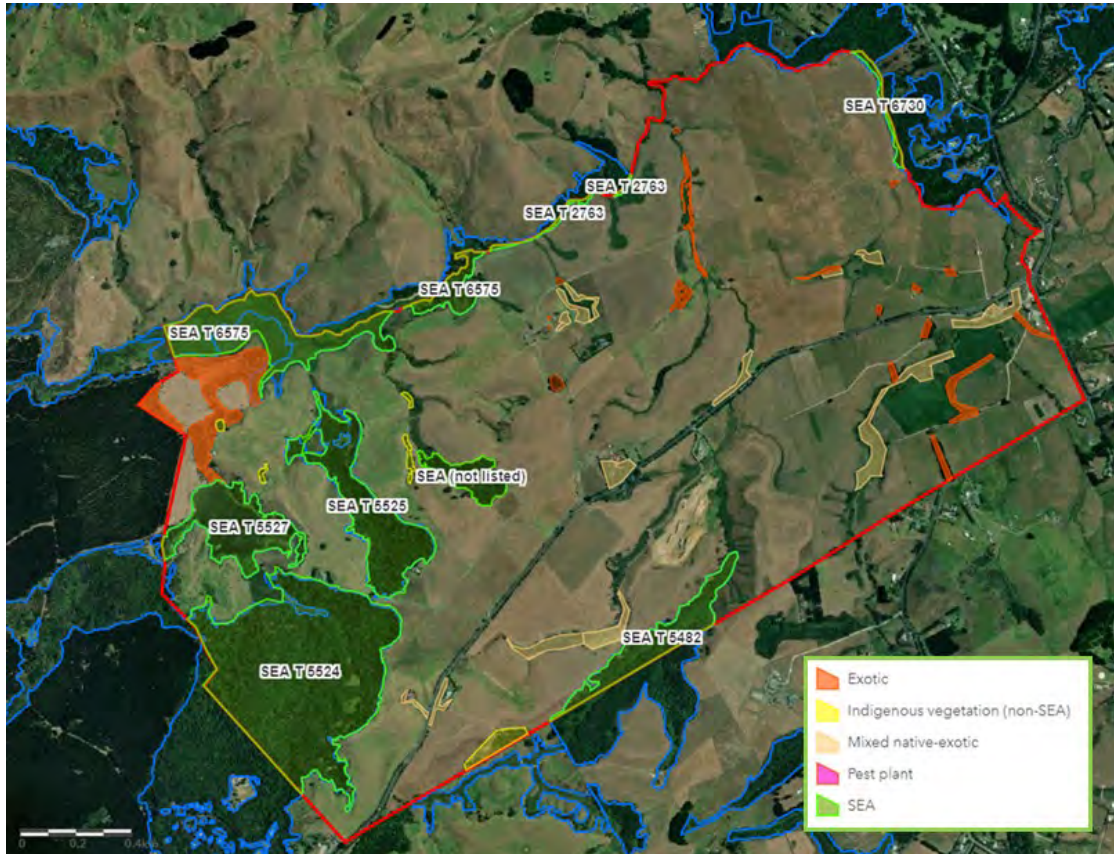 SEA T 6730
SEA T 2763
SEA T 2763
SEA T 6575
SEA T 6575
SEA (not listed)
SEA T 5525
SEA T 5527
SEA T 5482
SEA T 5524
Exotic
Indigenous vegetation (non-SEA)
Mixed native-exotic
Pest plant
SEA
0 0.2 0.4km